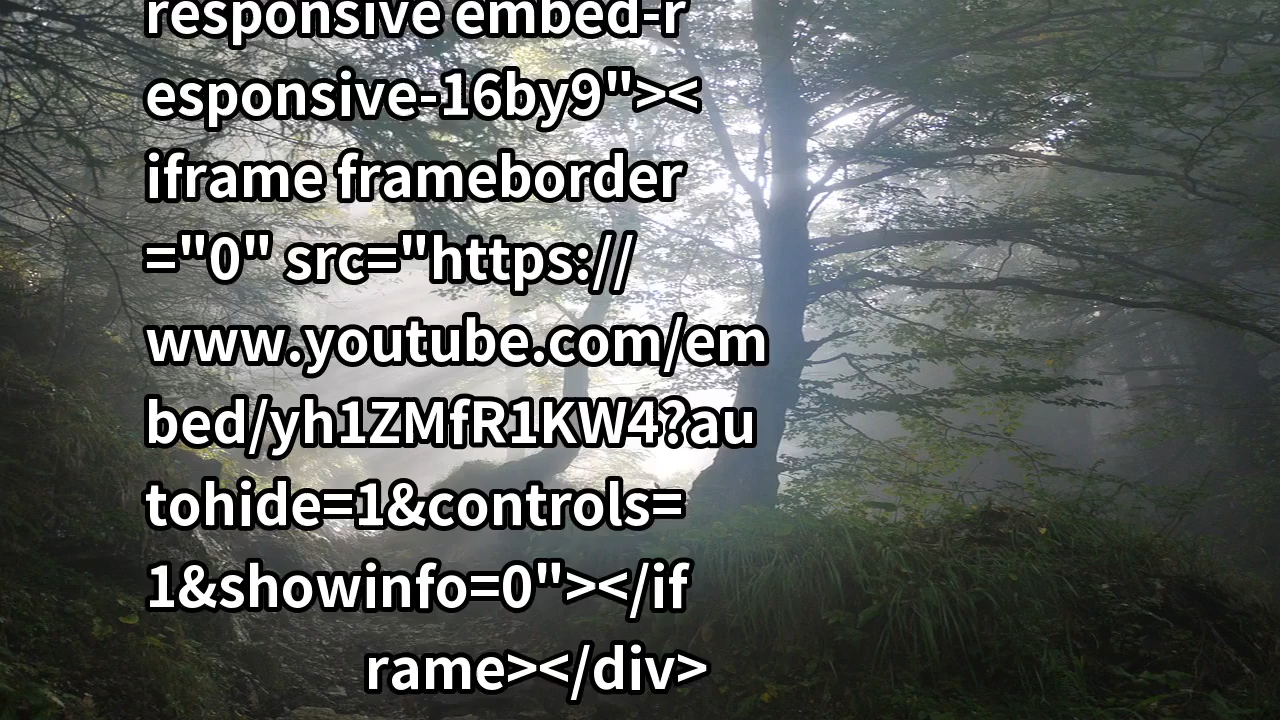 responsive embed-r
esponsive-16by9"><
iframe frameborder
="0" src="https://
www.youtube.com/em
bed/yh1ZMfR1KW4?au
tohide=1&controls=
1&showinfo=0"></if
rame></div>